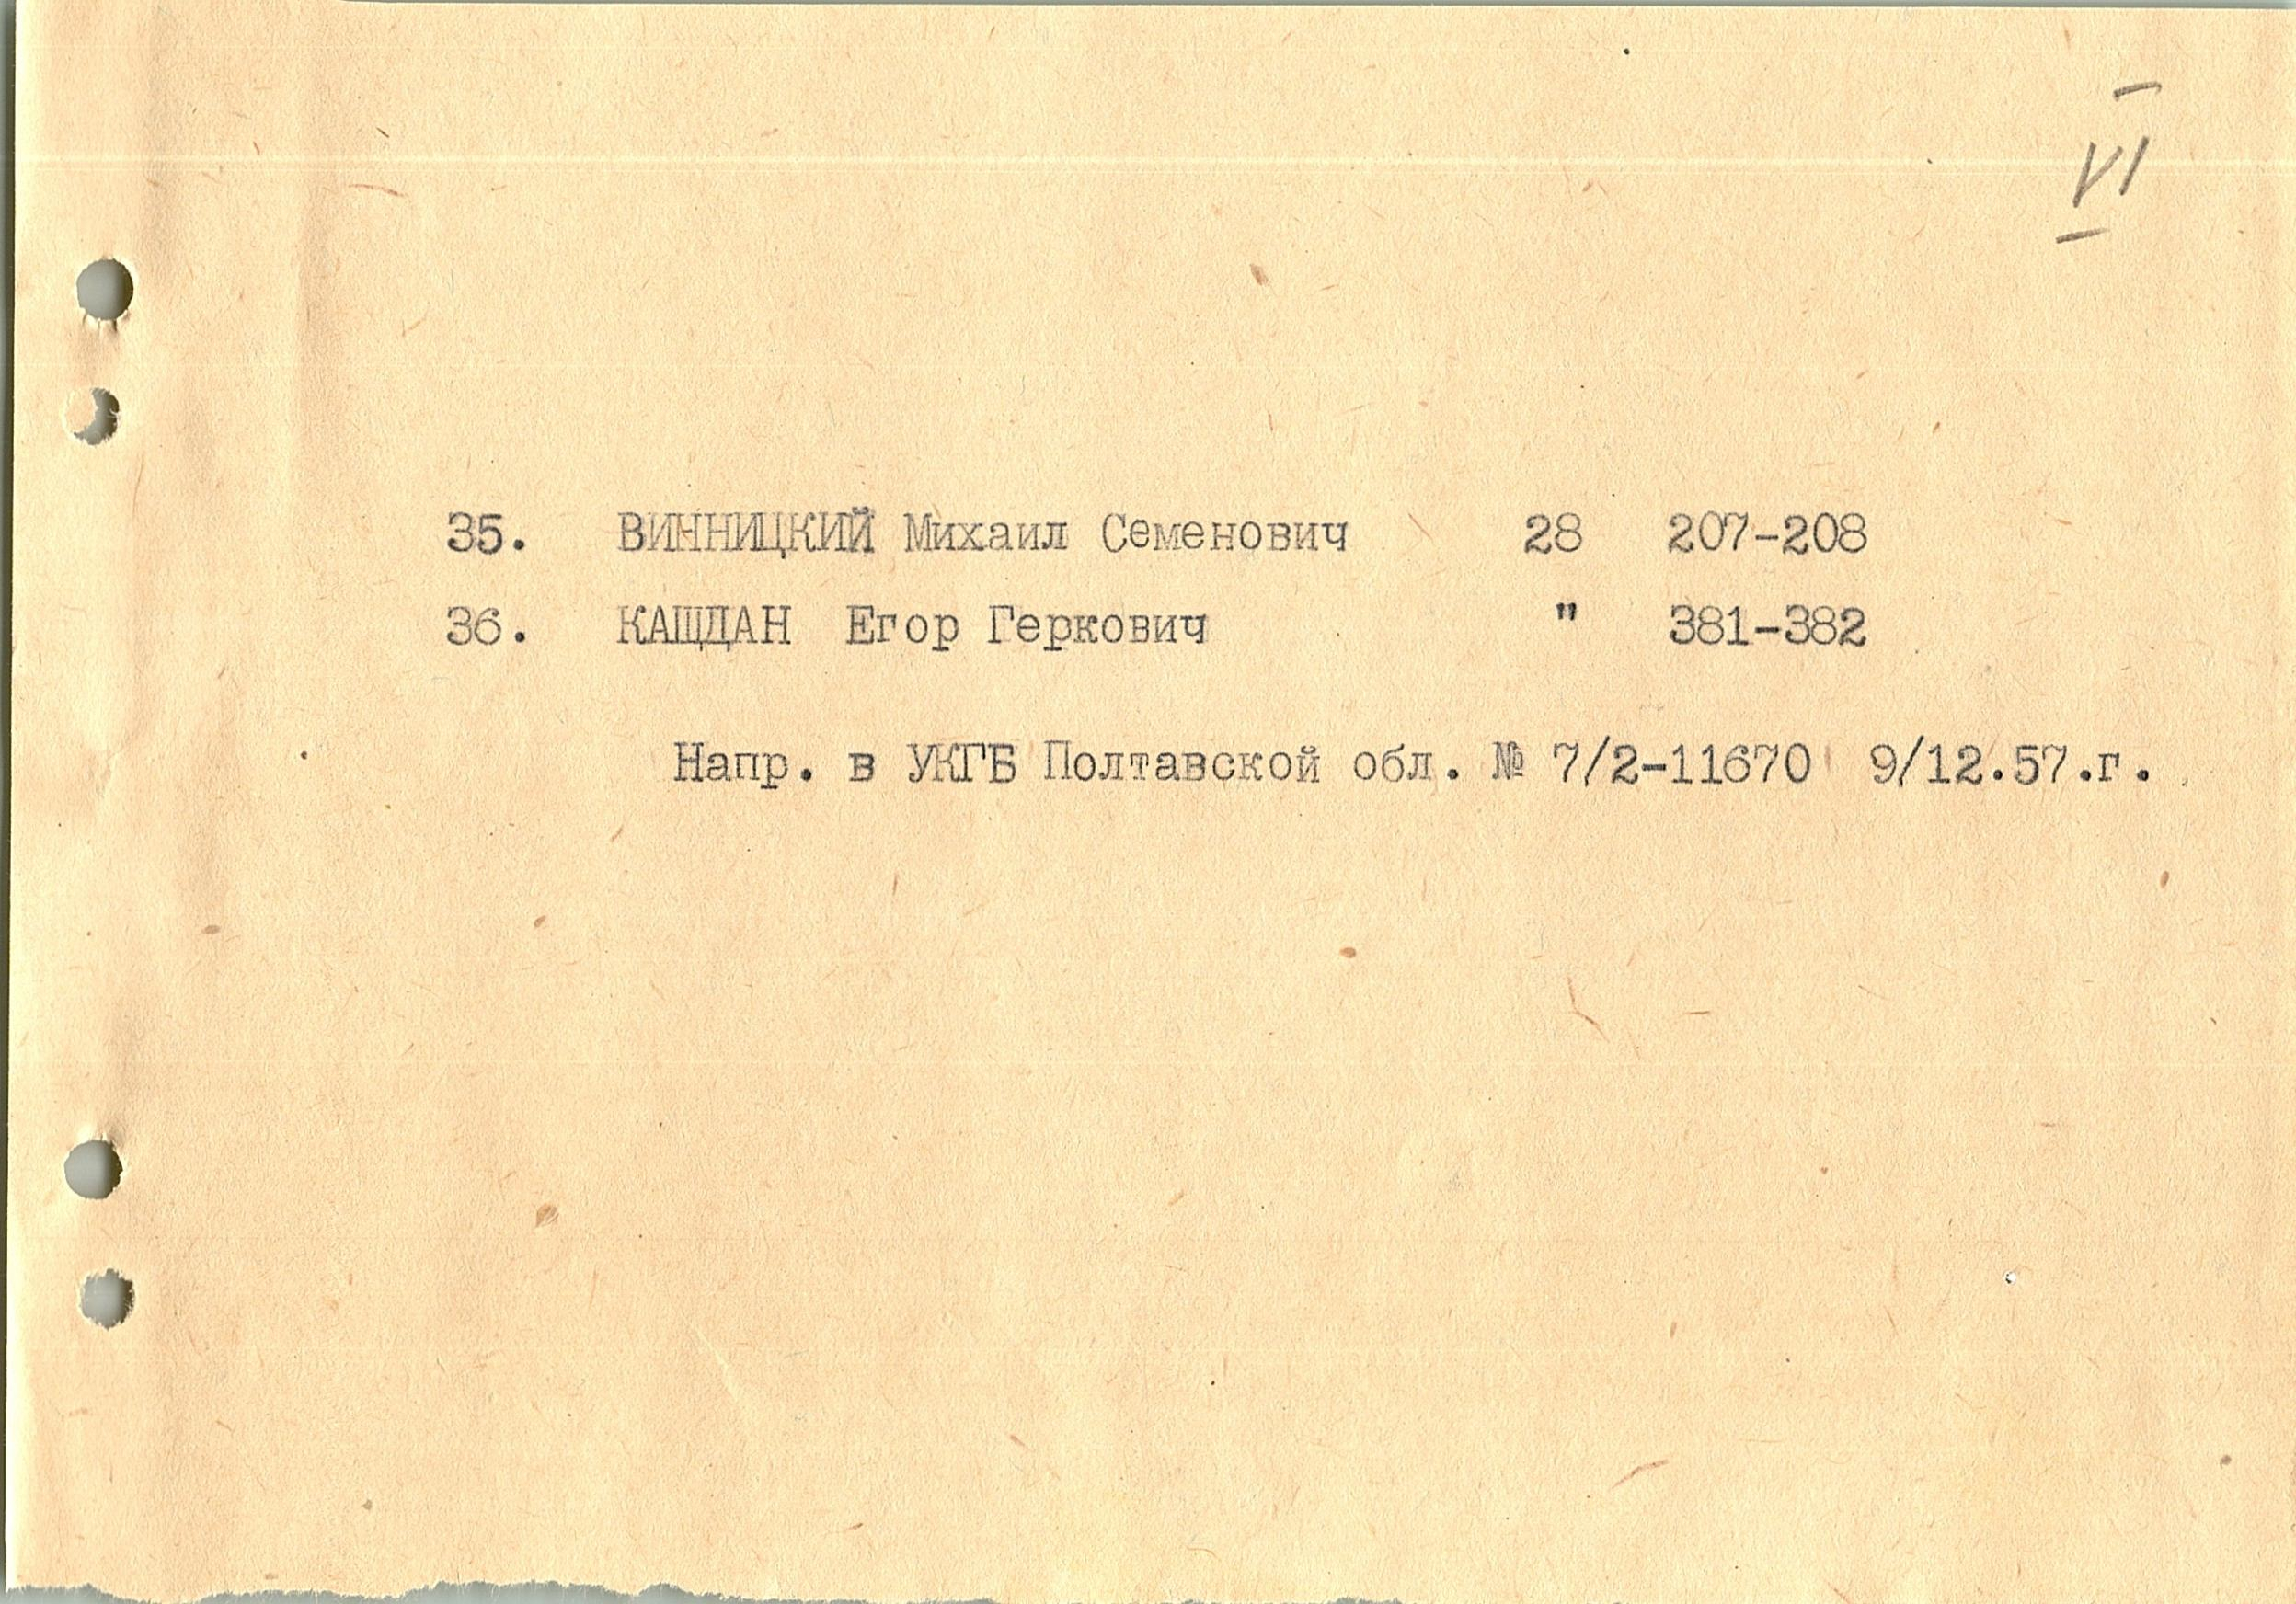 VI
35. ВИННИЦКИЙ Михаил Семенович 28 207-208
36. КАЩДАН Егор Геркович " 381-382
Напр. в УКГБ Полтавской обл. № 7/2-11670 9/12.57.г.